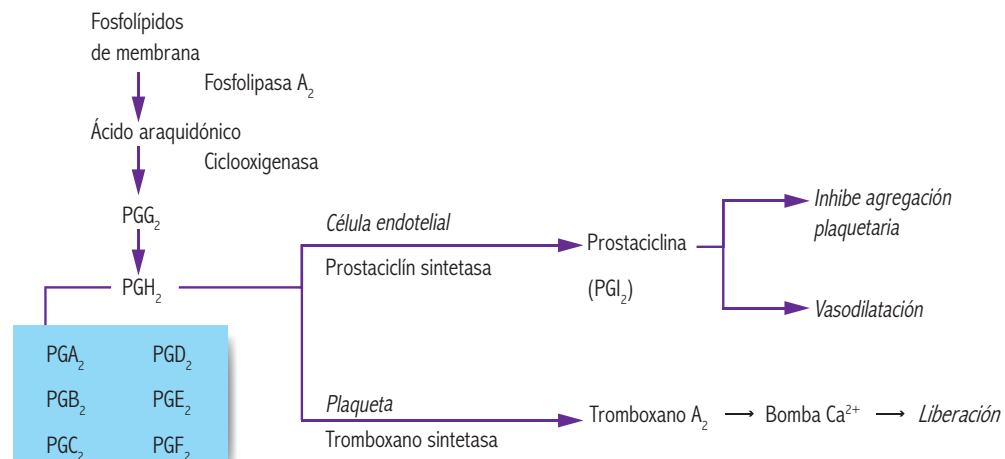 Fosfolípidos
de membrana
Fosfolipasa A₂
Ácido araquidónico
Ciclooxigenasa
PGG₂
PGH₂
PGA₂ PGD₂
PGB₂ PGE₂
PGC₂ PGF₂
Célula endotelial
Prostaciclín sintetasa
Prostaciclina
(PGI₂)
Inhibe agregación
plaquetaria
Vasodilatación
Plaqueta
Tromboxano sintetasa
Tromboxano A₂ → Bomba Ca²⁺ → Liberación